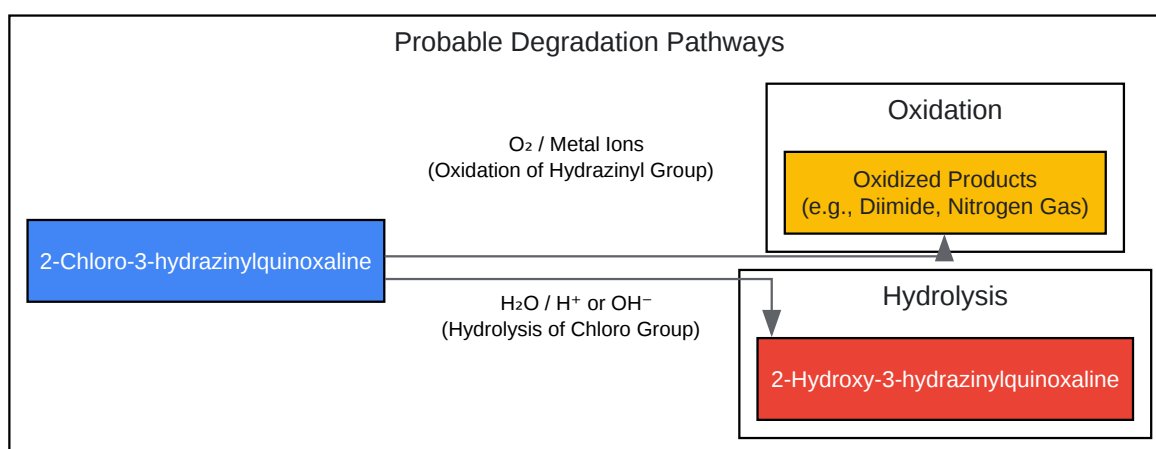 Probable Degradation Pathways
Oxidation
O₂ / Metal Ions
(Oxidation of Hydrazinyl Group)
Oxidized Products
(e.g., Diimide, Nitrogen Gas)
2-Chloro-3-hydrazinylquinoxaline
H₂O / H⁺ or OH⁻
(Hydrolysis of Chloro Group)
Hydrolysis
2-Hydroxy-3-hydrazinylquinoxaline